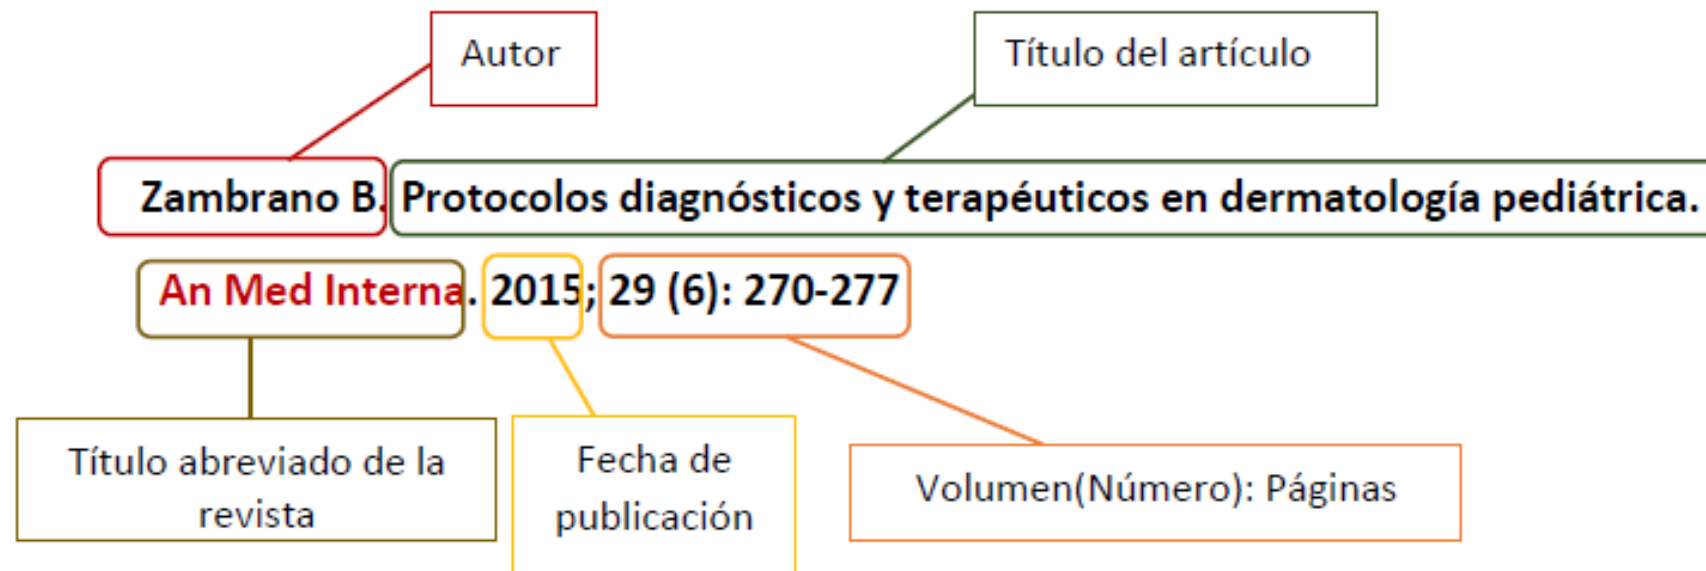 Autor
Título del artículo
Zambrano B. Protocolos diagnósticos y terapéuticos en dermatología pediátrica.
An Med Interna. 2015; 29 (6): 270-277
Título abreviado de la
revista
Fecha de
publicación
Volumen(Número): Páginas